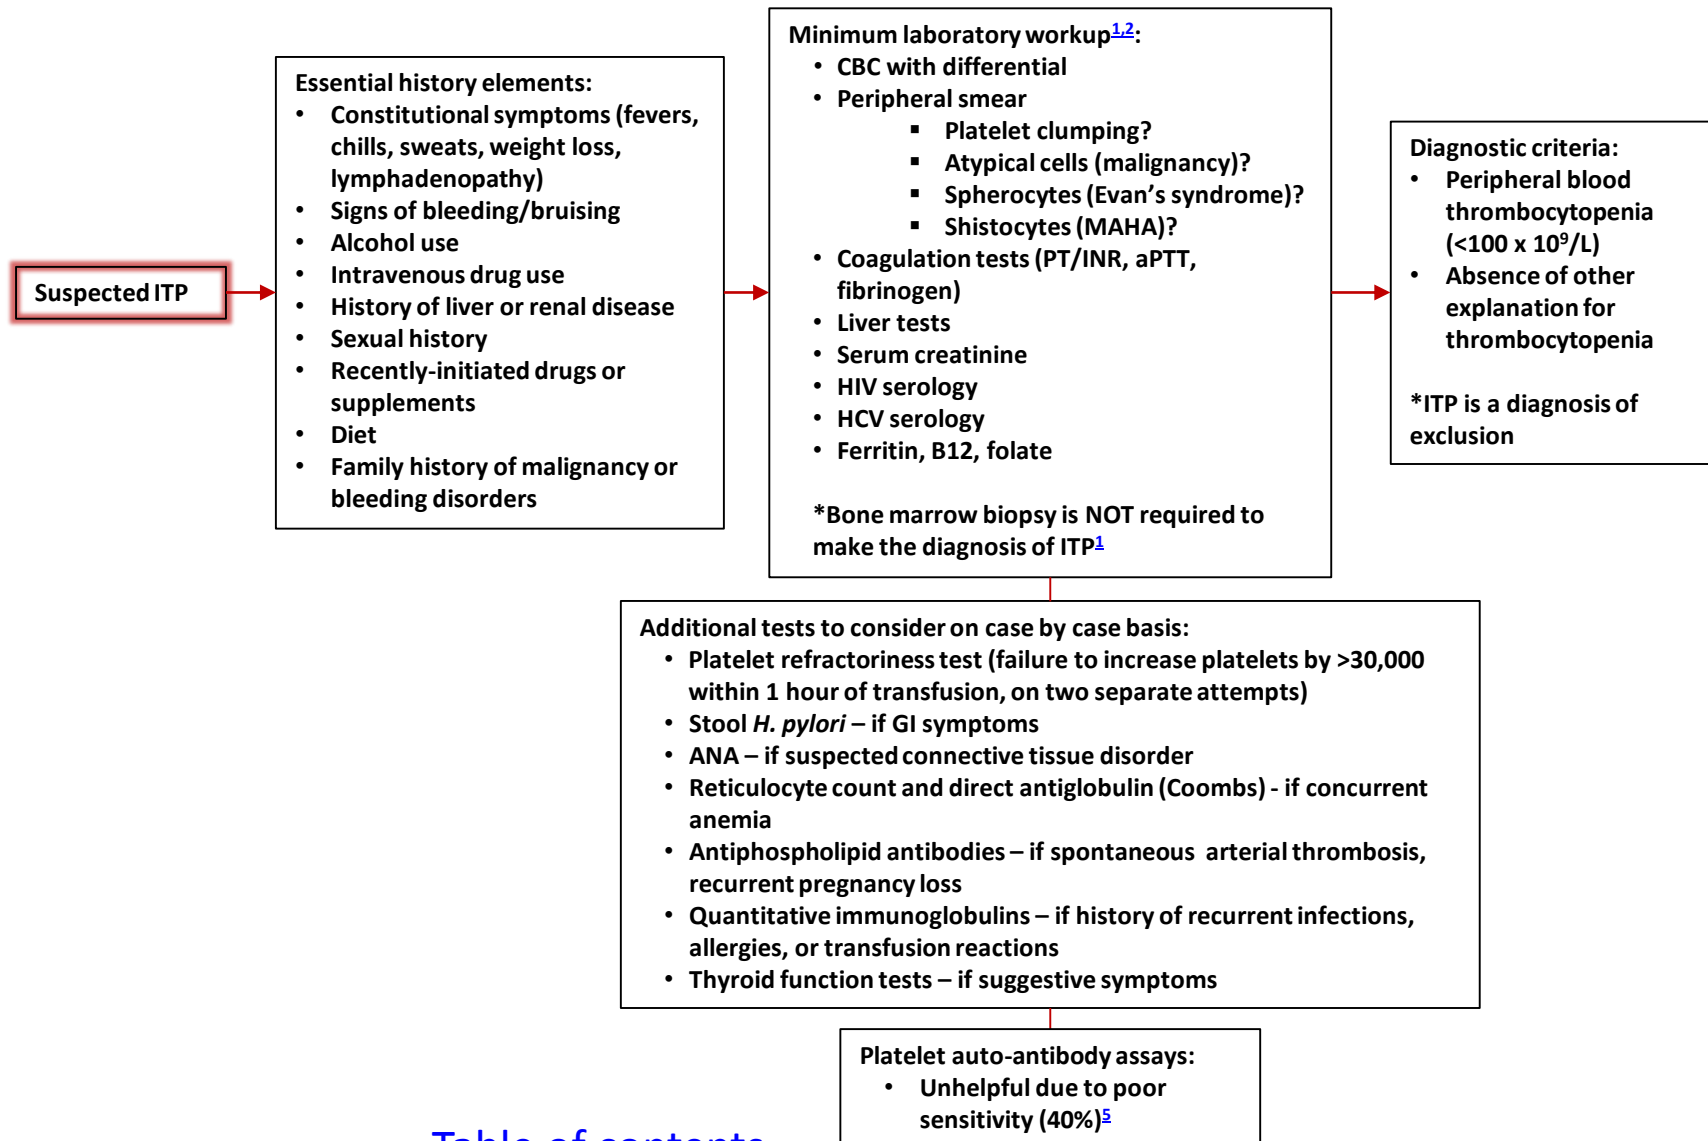 Suspected ITP
Essential history elements:
• Constitutional symptoms (fevers,
chills, sweats, weight loss,
lymphadenopathy)
• Signs of bleeding/bruising
• Alcohol use
• Intravenous drug use
• History of liver or renal disease
• Sexual history
• Recently-initiated drugs or
supplements
• Diet
• Family history of malignancy or
bleeding disorders
Minimum laboratory workup1,2:
• CBC with differential
• Peripheral smear
▪ Platelet clumping?
▪ Atypical cells (malignancy)?
▪ Spherocytes (Evan's syndrome)?
▪ Shistocytes (MAHA)?
• Coagulation tests (PT/INR, aPTT,
fibrinogen)
• Liver tests
• Serum creatinine
• HIV serology
• HCV serology
• Ferritin, B12, folate
*Bone marrow biopsy is NOT required to
make the diagnosis of ITP1
Diagnostic criteria:
• Peripheral blood
thrombocytopenia
(<100 x 10⁹/L)
• Absence of other
explanation for
thrombocytopenia
*ITP is a diagnosis of
exclusion
Additional tests to consider on case by case basis:
• Platelet refractoriness test (failure to increase platelets by >30,000
within 1 hour of transfusion, on two separate attempts)
• Stool H. pylori – if GI symptoms
• ANA – if suspected connective tissue disorder
• Reticulocyte count and direct antiglobulin (Coombs) - if concurrent
anemia
• Antiphospholipid antibodies – if spontaneous arterial thrombosis,
recurrent pregnancy loss
• Quantitative immunoglobulins – if history of recurrent infections,
allergies, or transfusion reactions
• Thyroid function tests – if suggestive symptoms
Platelet auto-antibody assays:
• Unhelpful due to poor
sensitivity (40%)5
Table of contents